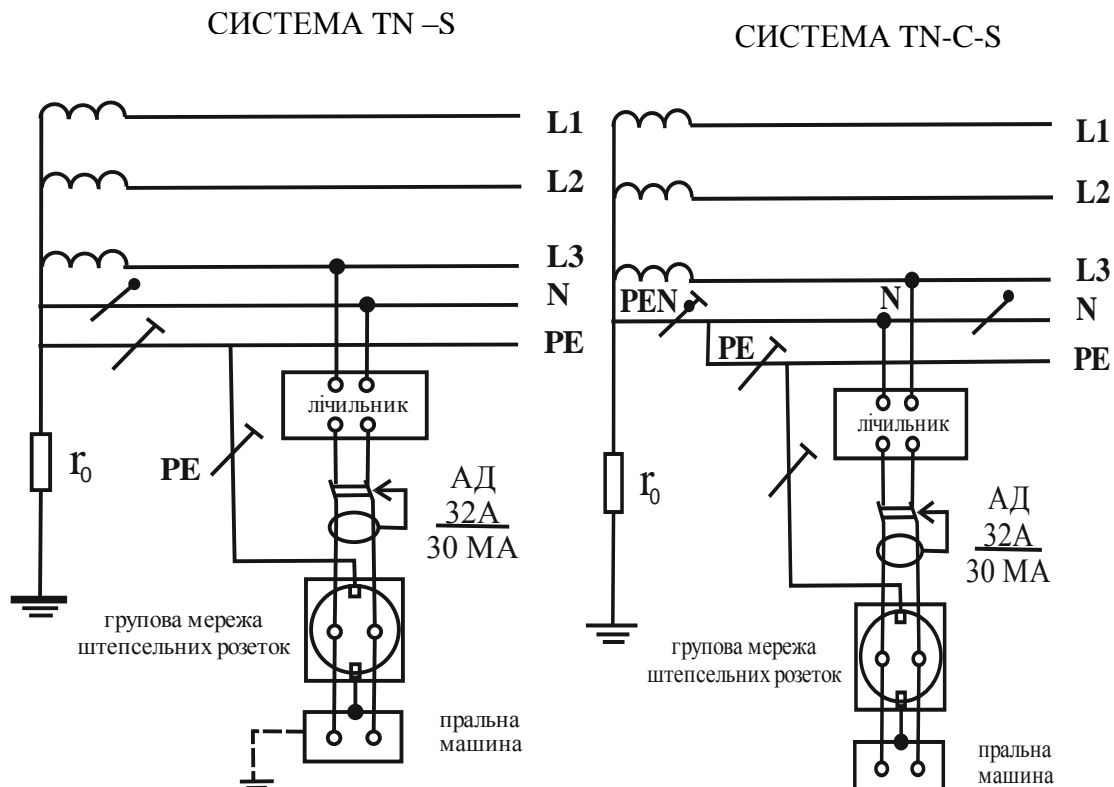 СИСТЕМА TN –S
L1
L2
L3
N
PE
лічильник
PE
r0
АД
32А
30 МА
групова мережа
штепсельних розеток
пральна
машина
СИСТЕМА TN-C-S
L1
L2
L3
PEN
N
N
PE
PE
лічильник
r0
АД
32А
30 МА
групова мережа
штепсельних розеток
пральна
машина